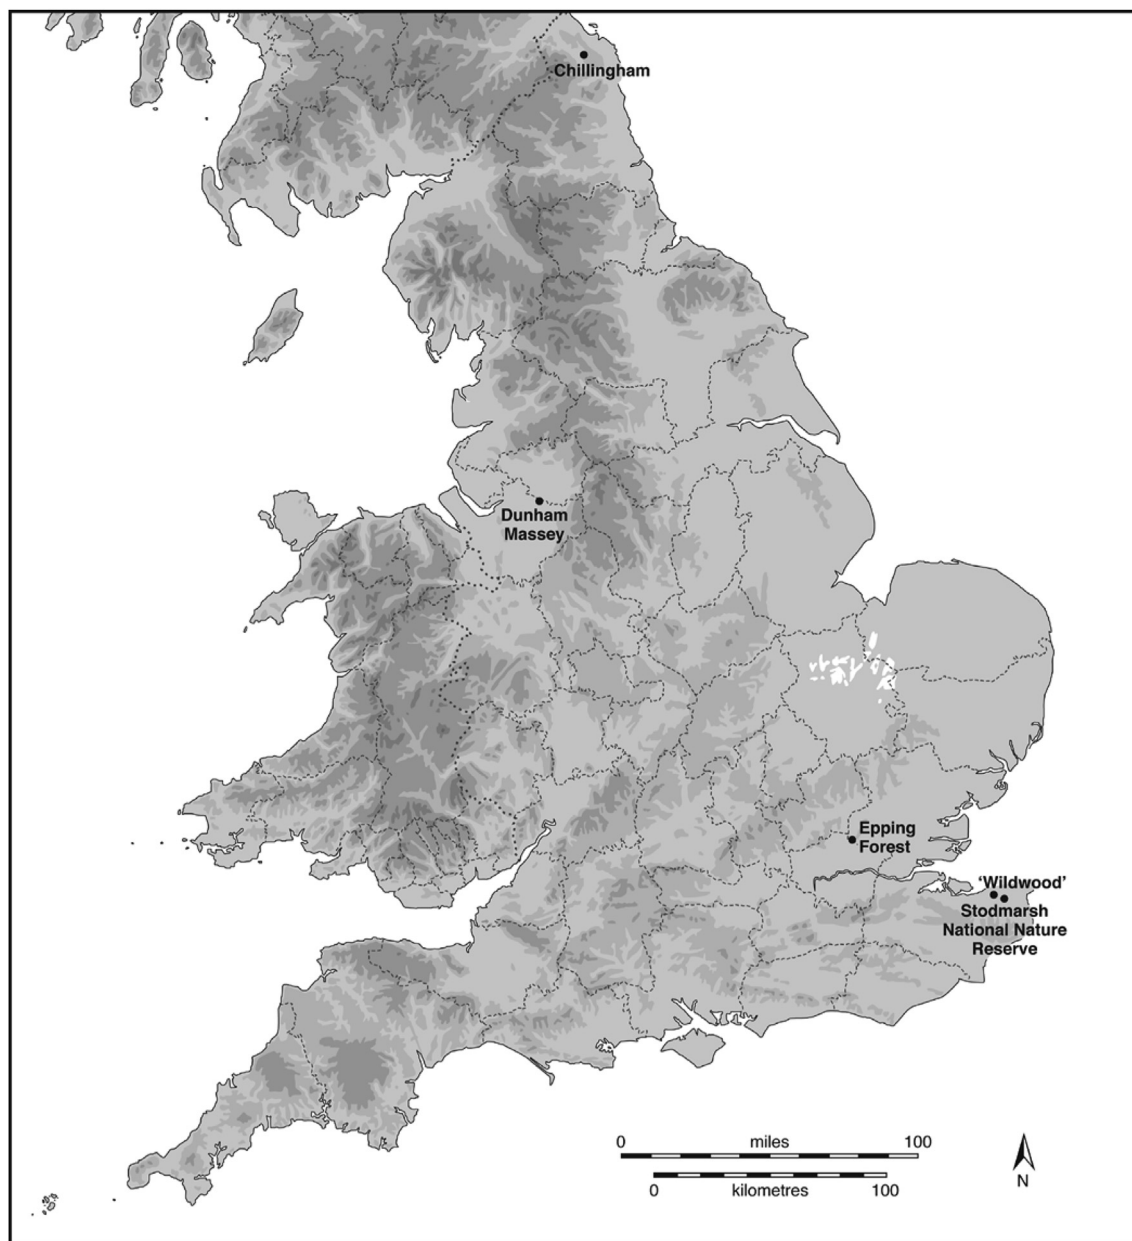 Chillingham
Dunham
Massey
Epping
Forest
‘Wildwood’
Stodmarsh
National Nature
Reserve
0 miles 100
0 kilometres 100
N